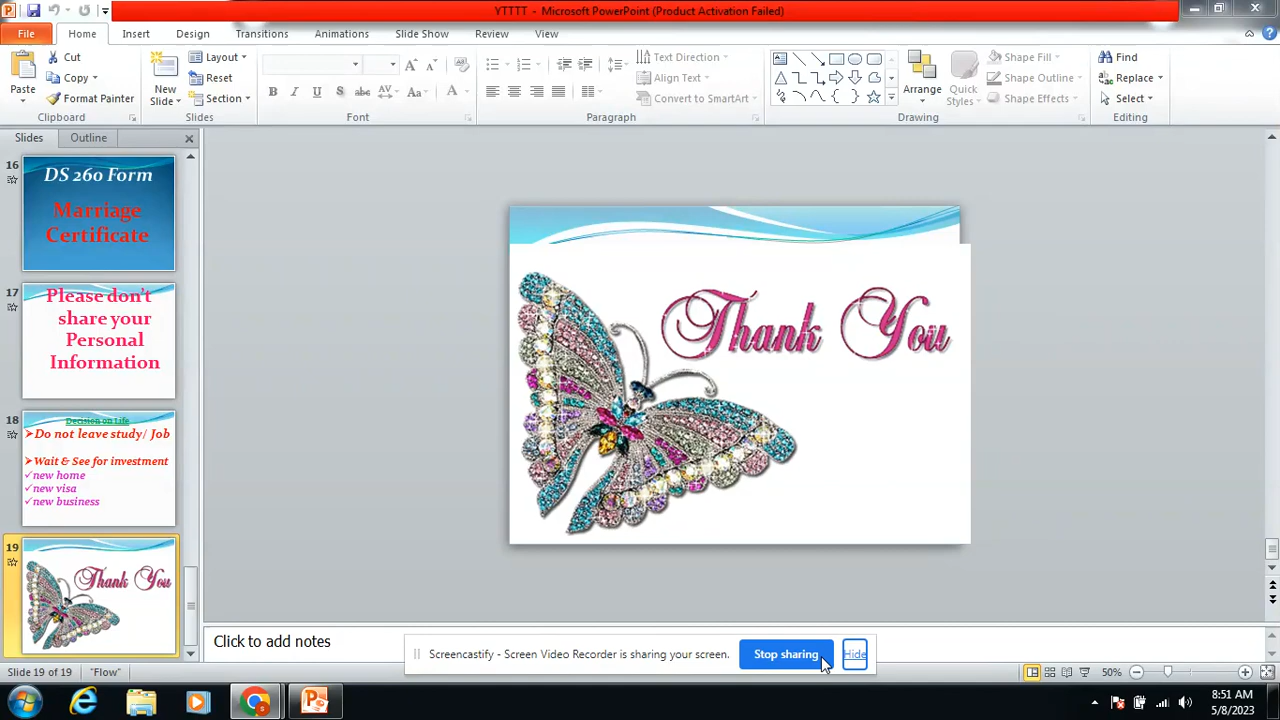 YTTTT - Microsoft PowerPoint (Product Activation Failed)
File Home Insert Design Transitions Animations Slide Show Review View
Paste
Cut
Copy
Format Painter
Clipboard
New
Slide
Layout
Reset
Section
Slides
B I U S abc AV Aa A
Font
Text Direction
Align Text
Convert to SmartArt
Paragraph
Arrange
Quick
Styles
Shape Fill
Shape Outline
Shape Effects
Drawing
Find
Replace
Select
Editing
Slides Outline
16
DS 260 Form
Marriage
Certificate
17
Please don't
share your
Personal
Information
18
Decision on Life
Do not leave study/ Job
Wait & See for investment
new home
new visa
new business
19
Thank You
Thank You
Click to add notes
Screencastify - Screen Video Recorder is sharing your screen.
Stop sharing
Hide
Slide 19 of 19
"Flow"
50%
8:51 AM
5/8/2023